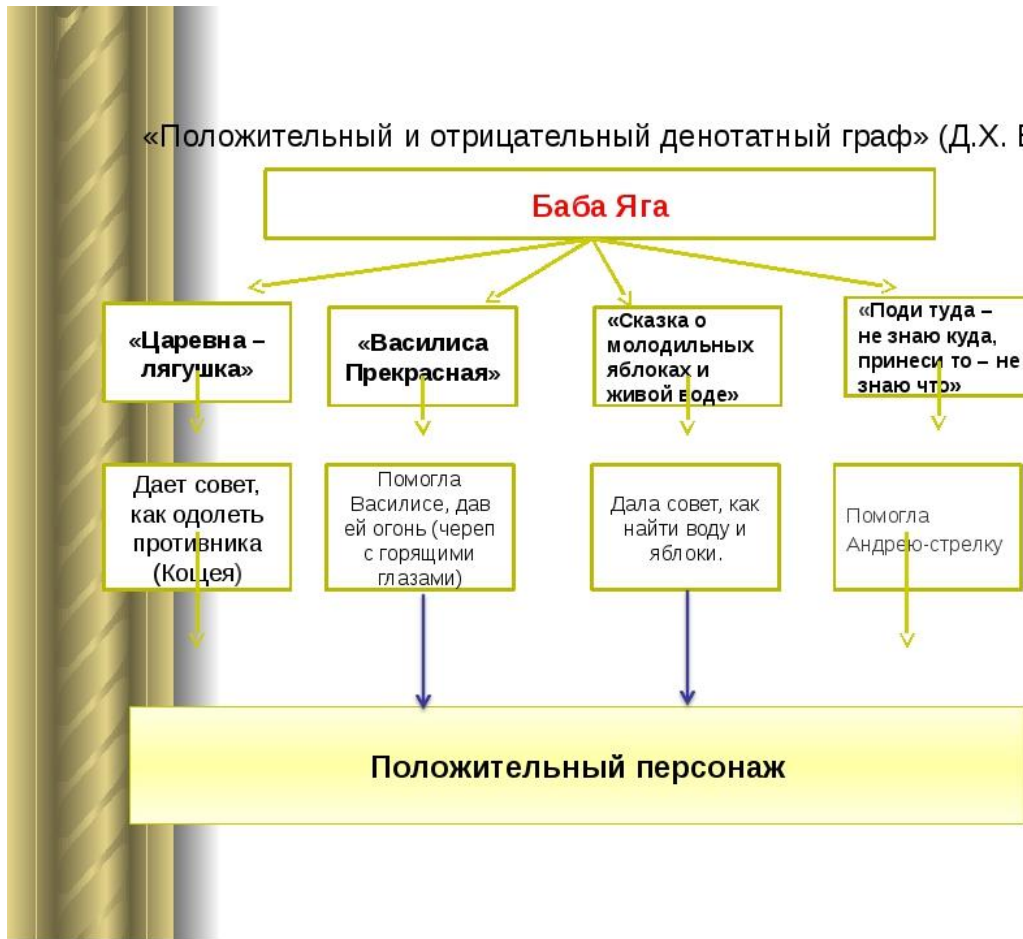 «Положительный и отрицательный денотатный граф» (Д.Х.
Баба Яга
«Царевна –
лягушка»
«Василиса
Прекрасная»
«Сказка о
молодильных
яблоках и
живой воде»
«Поди туда –
не знаю куда,
принеси то – не
знаю что»
Дает совет,
как одолеть
противника
(Кощея)
Помогла
Василисе, дав
ей огонь (череп
с горящими
глазами)
Дала совет, как
найти воду и
яблоки.
Помогла
Андрею-стрелку
Положительный персонаж